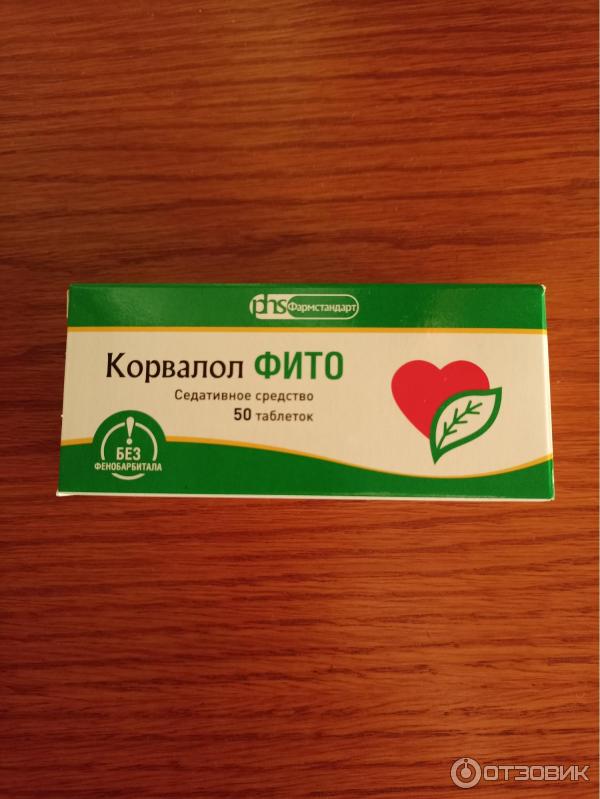 phs Фармстандарт
Корвалол ФИТО
Седативное средство
50 таблеток
БЕЗ
ФЕНОБАРБИТАЛА
ОТЗОВИК